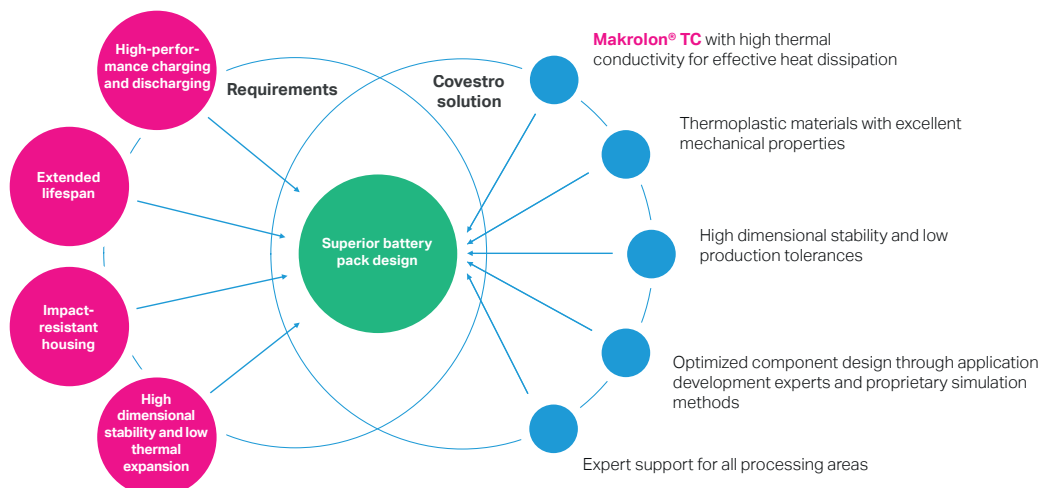 High-perfor-
mance charging
and discharging
Extended
lifespan
Impact-
resistant
housing
High
dimensional
stability and low
thermal
expansion
Requirements
Covestro
solution
Superior battery
pack design
Makrolon® TC with high thermal
conductivity for effective heat dissipation
Thermoplastic materials with excellent
mechanical properties
High dimensional stability and low
production tolerances
Optimized component design through application
development experts and proprietary simulation
methods
Expert support for all processing areas